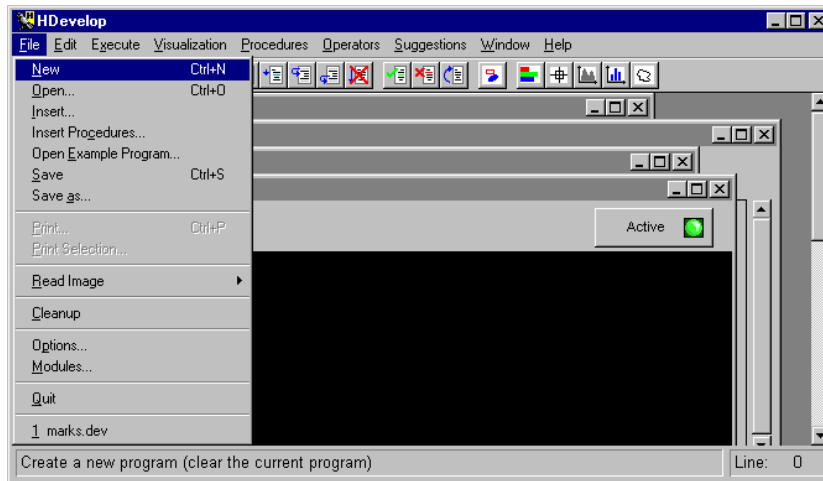 HDevelop
File Edit Execute Visualization Procedures Operators Suggestions Window Help
New Ctrl+N
Open... Ctrl+O
Insert...
Insert Procedures...
Open Example Program...
Save Ctrl+S
Save as...
Print... Ctrl+P
Print Selection...
Read Image
Cleanup
Options...
Modules...
Quit
1 marks.dev
Active
Create a new program (clear the current program) Line: 0